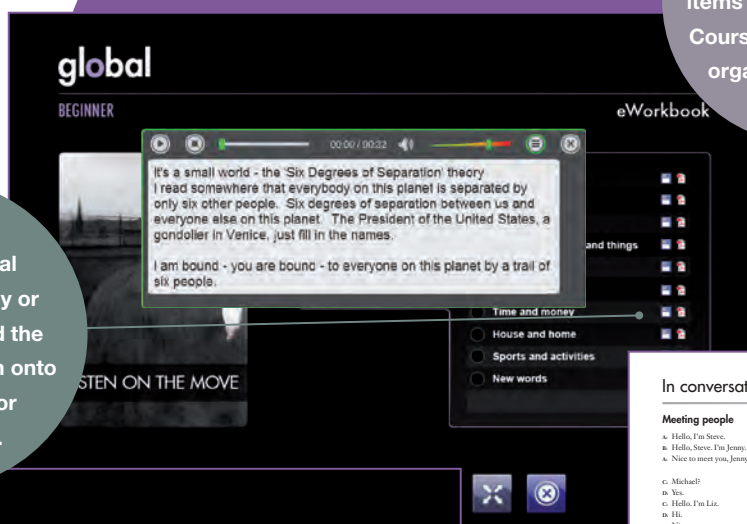 items
Cours
orga
global
BEGINNER
eWorkbook
00:00 / 00:32
It's a small world - the 'Six Degrees of Separation' theory
I read somewhere that everybody on this planet is separated by
only six other people. Six degrees of separation between us and
everyone else on this planet. The President of the United States, a
gondolier in Venice, just fill in the names.
I am bound - you are bound - to everyone on this planet by a trail of
six people.
and things
Time and money
House and home
Sports and activities
New words
al
y or
d the
n onto
or
STEN ON THE MOVE
In conversat
Meeting people
A: Hello, I'm Steve.
B: Hello, Steve. I'm Jenny.
A: Nice to meet you, Jenny
C: Michael?
D: Yes.
C: Hello. I'm Liz.
D: Hi.